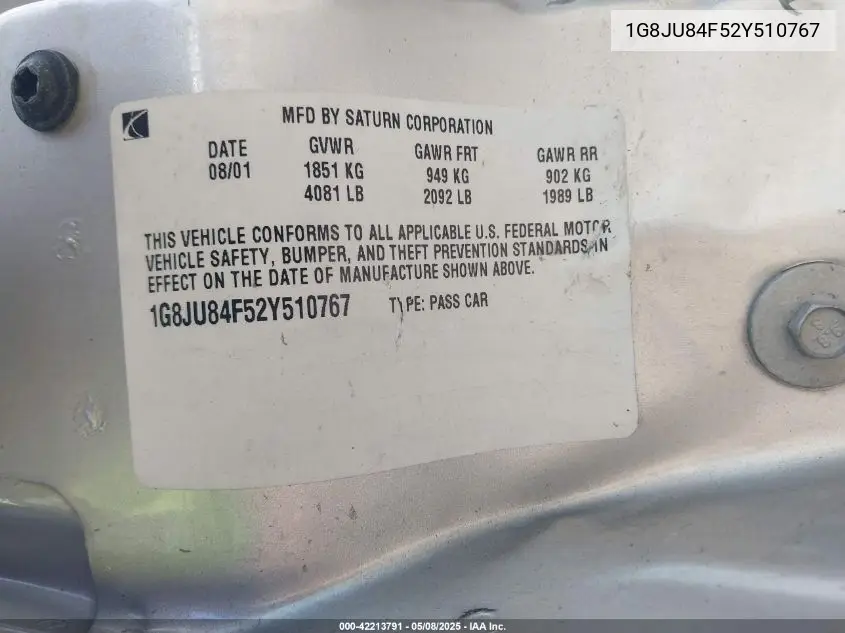 1G8JU84F52Y510767
MFD BY SATURN CORPORATION
DATE GVWR GAWR FRT GAWR RR
08/01 1851 KG 949 KG 902 KG
4081 LB 2092 LB 1989 LB
THIS VEHICLE CONFORMS TO ALL APPLICABLE U.S. FEDERAL MOTOR
VEHICLE SAFETY, BUMPER, AND THEFT PREVENTION STANDARDS IN
EFFECT ON THE DATE OF MANUFACTURE SHOWN ABOVE.
1G8JU84F52Y510767 TYPE: PASS CAR
000-42213791 - 05/08/2025 - IAA Inc.